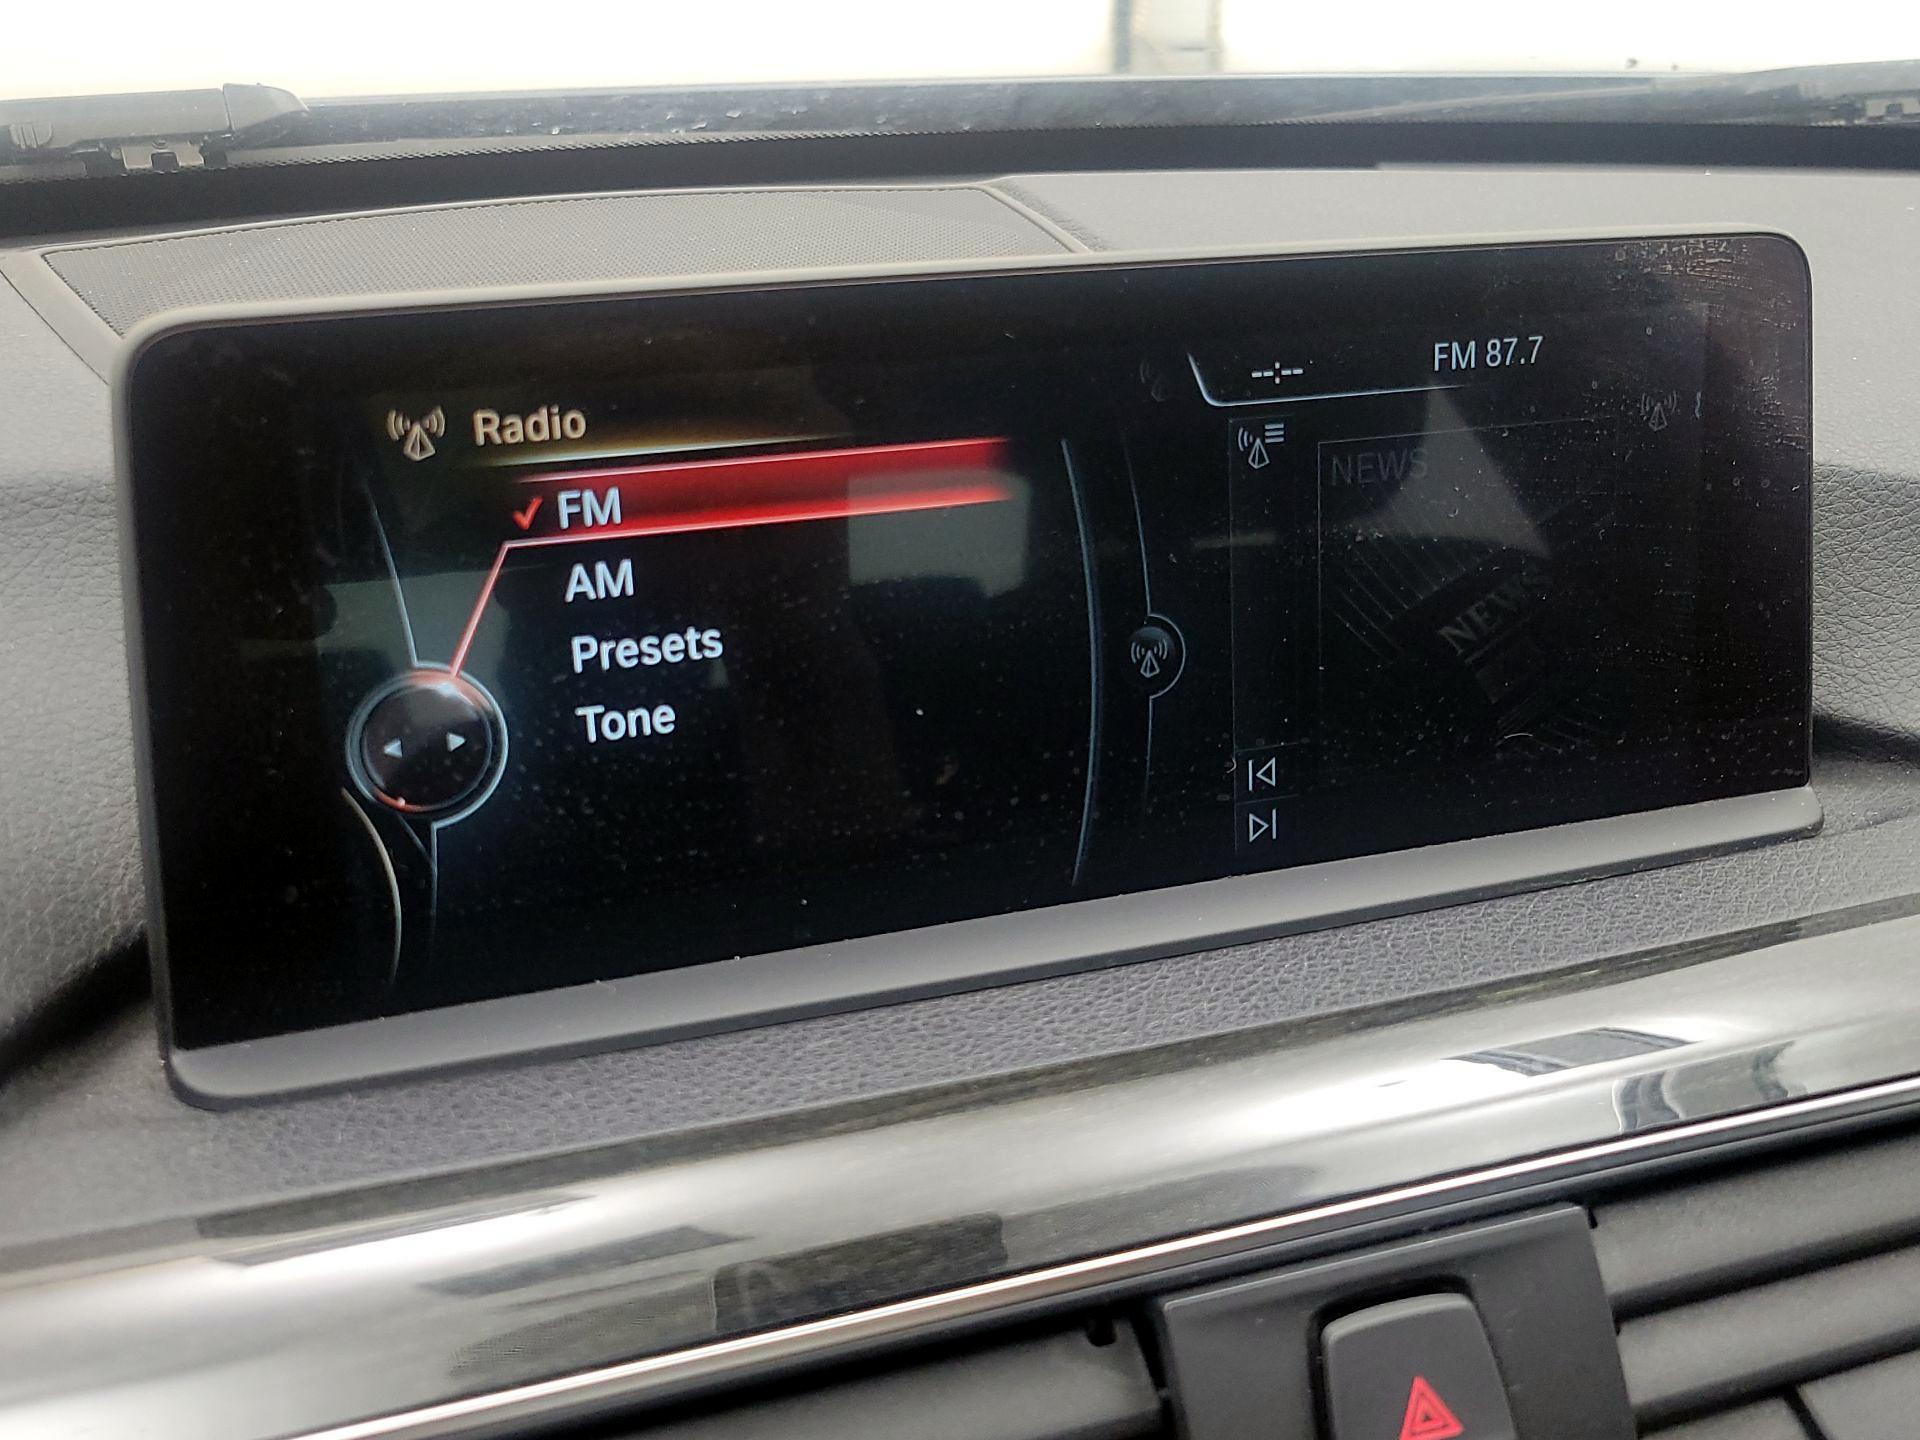 --:--
FM 87.7
Radio
FM
AM
Presets
Tone
NEWS
NEWS